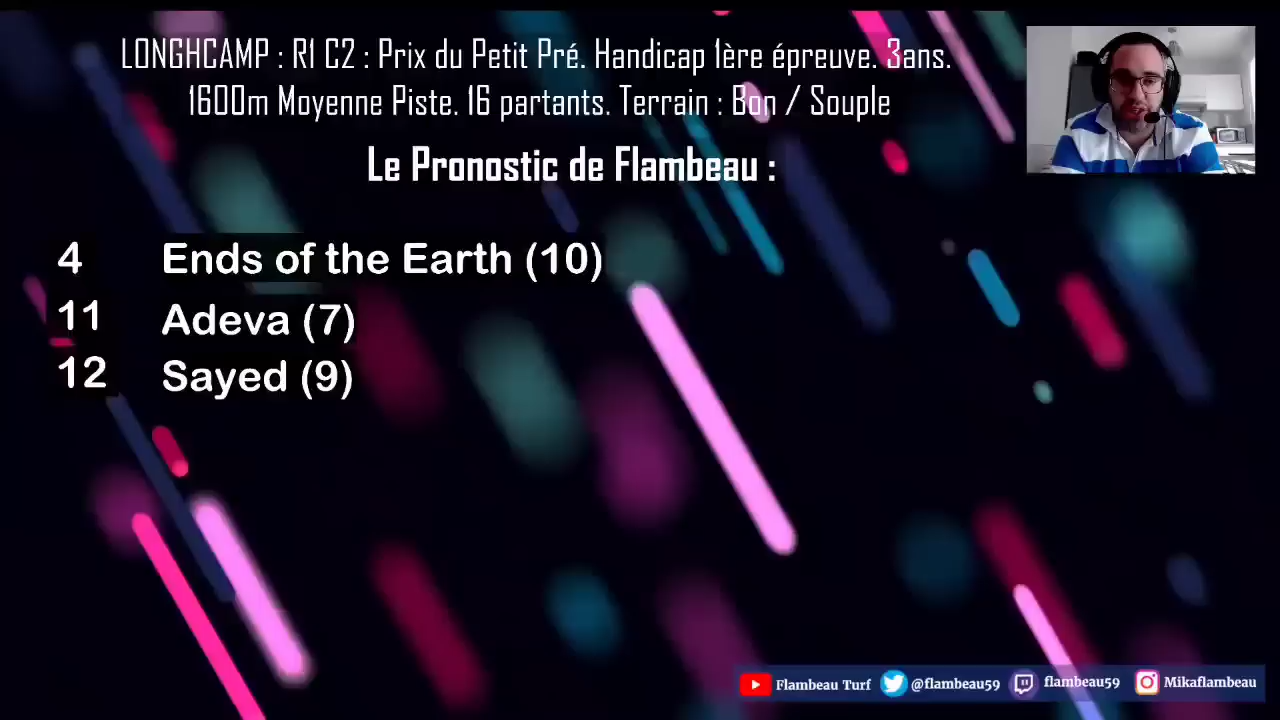 LONGHCAMP : R1 C2 : Prix du Petit Pré. Handicap 1ère épreuve. 3ans.
1600m Moyenne Piste. 16 partants. Terrain : Bon / Souple
Le Pronostic de Flambeau :
4 Ends of the Earth (10)
11 Adeva (7)
12 Sayed (9)
Flambeau Turf @flambeau59 flambeau59 Mikaflambeau